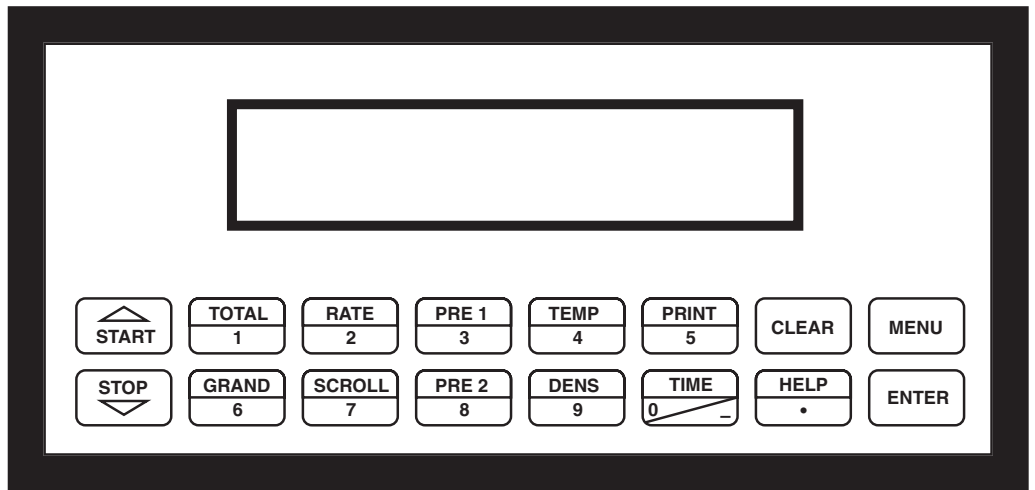 TOTAL RATE PRE 1 TEMP PRINT
START 1 2 3 4 5 CLEAR MENU
STOP GRAND SCROLL PRE 2 DENS TIME HELP
6 7 8 9 0 – • ENTER